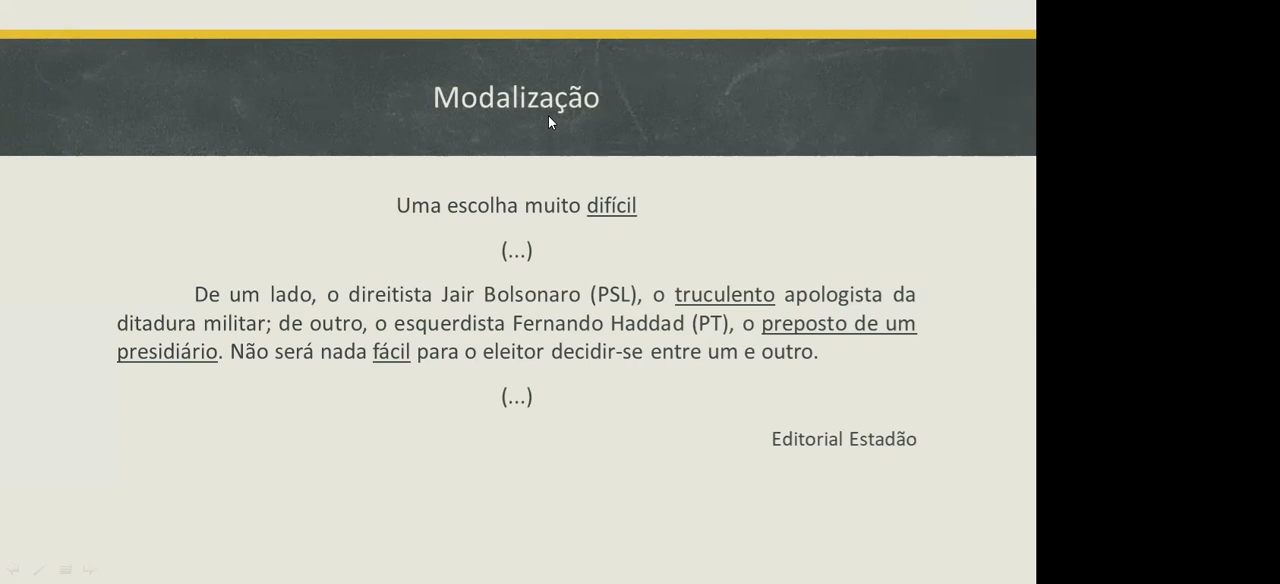 Modalização
Uma escolha muito difícil
(...)
De um lado, o direitista Jair Bolsonaro (PSL), o truculento apologista da
ditadura militar; de outro, o esquerdista Fernando Haddad (PT), o preposto de um
presidiário. Não será nada fácil para o eleitor decidir-se entre um e outro.
(...)
Editorial Estadão